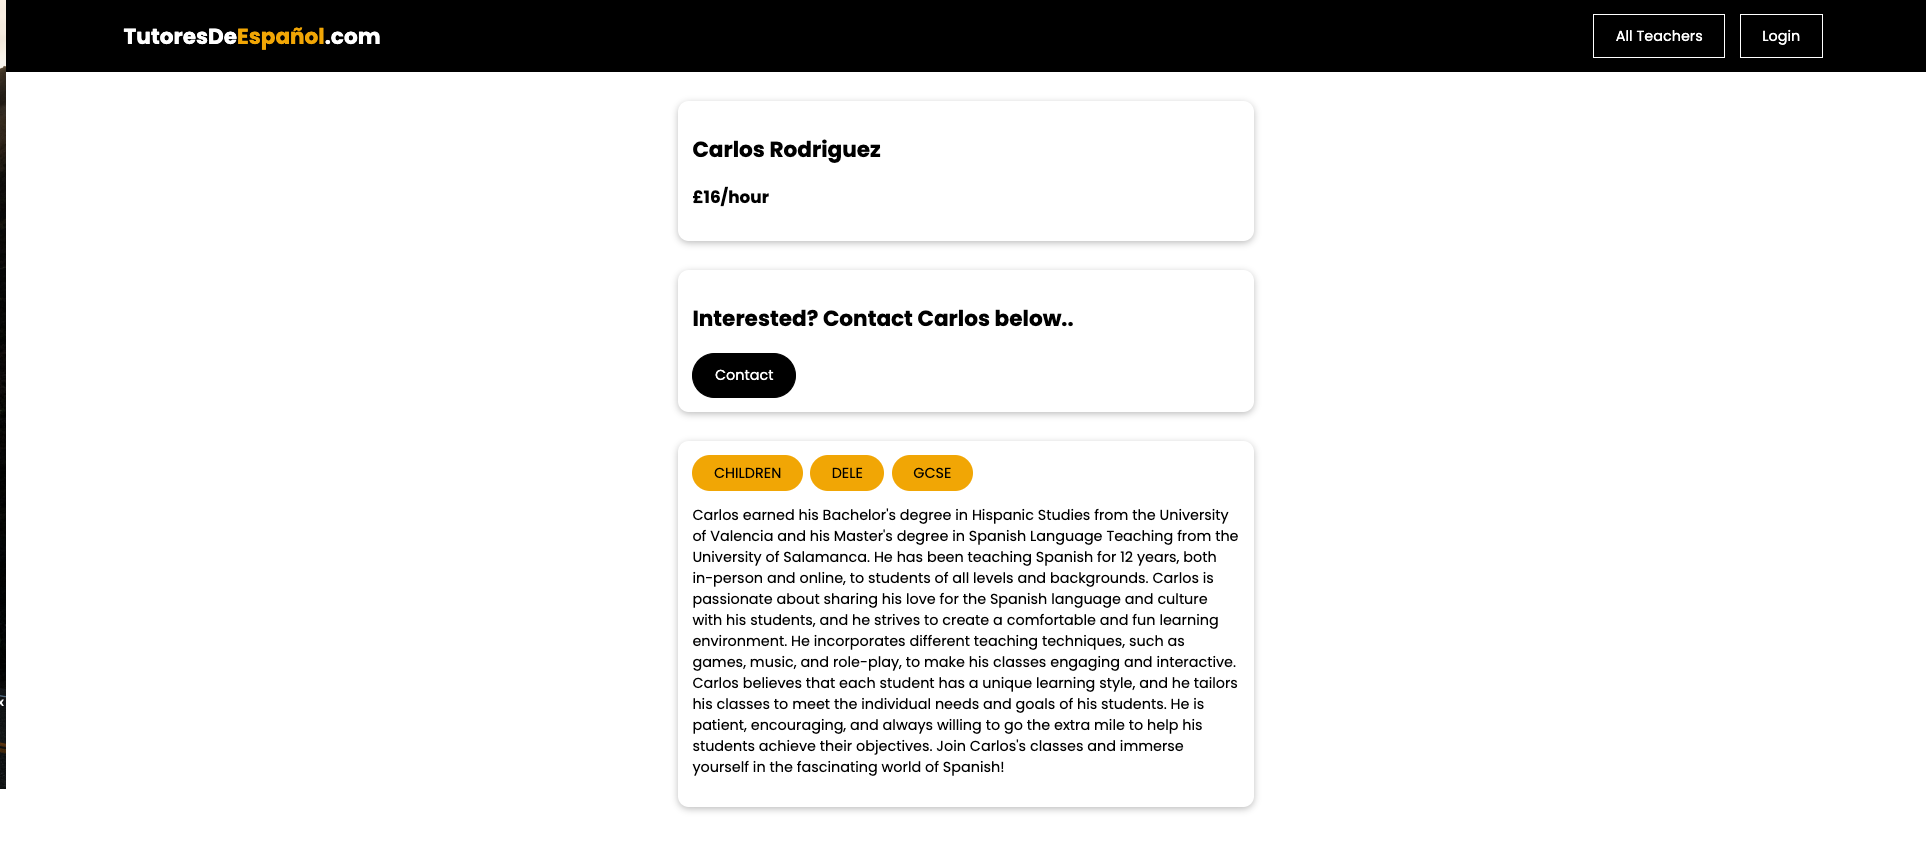 TutoresDeEspañol.com
All Teachers
Login
Carlos Rodriguez
£16/hour
Interested? Contact Carlos below..
Contact
CHILDREN
DELE
GCSE
Carlos earned his Bachelor's degree in Hispanic Studies from the University
of Valencia and his Master's degree in Spanish Language Teaching from the
University of Salamanca. He has been teaching Spanish for 12 years, both
in-person and online, to students of all levels and backgrounds. Carlos is
passionate about sharing his love for the Spanish language and culture
with his students, and he strives to create a comfortable and fun learning
environment. He incorporates different teaching techniques, such as
games, music, and role-play, to make his classes engaging and interactive.
Carlos believes that each student has a unique learning style, and he tailors
his classes to meet the individual needs and goals of his students. He is
patient, encouraging, and always willing to go the extra mile to help his
students achieve their objectives. Join Carlos's classes and immerse
yourself in the fascinating world of Spanish!